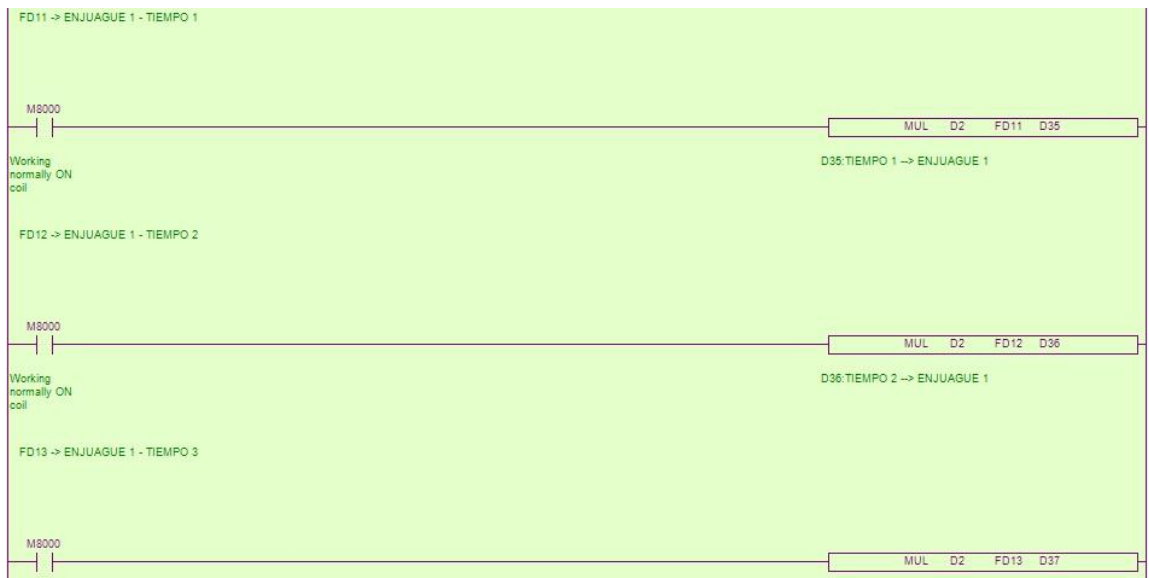 FD11 -> ENJUAGUE 1 - TIEMPO 1
M8000
MUL D2 FD11 D35
Working
normally ON
coil
D35:TIEMPO 1 --> ENJUAGUE 1
FD12 -> ENJUAGUE 1 - TIEMPO 2
M8000
MUL D2 FD12 D36
Working
normally ON
coil
D36:TIEMPO 2 --> ENJUAGUE 1
FD13 -> ENJUAGUE 1 - TIEMPO 3
M8000
MUL D2 FD13 D37